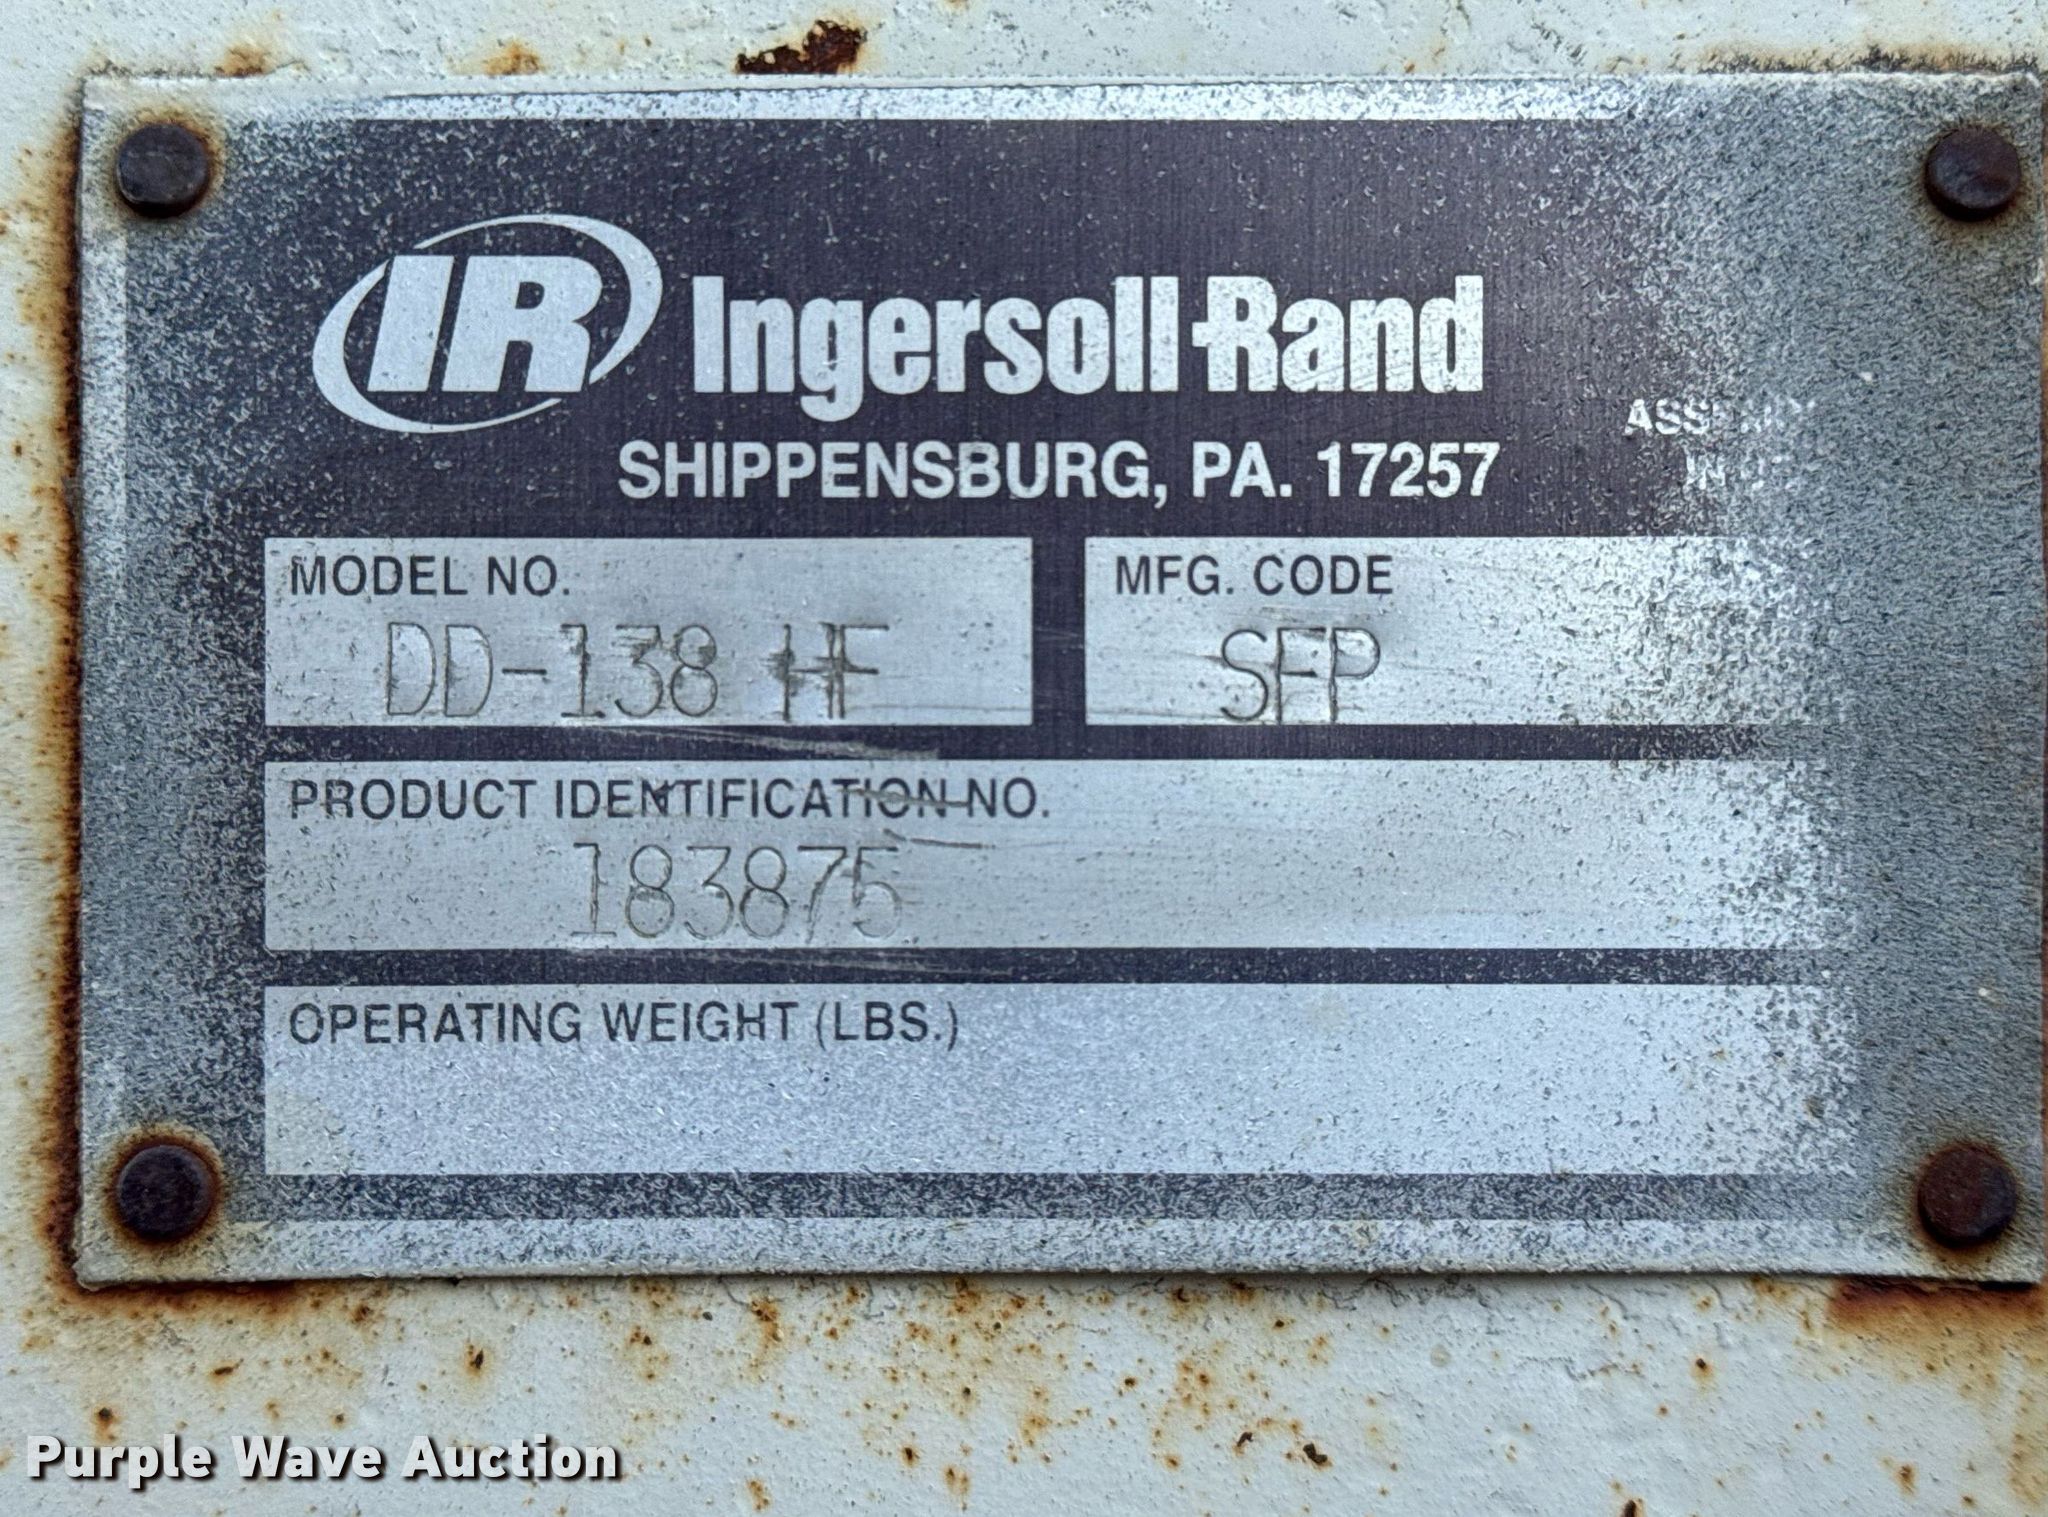 IR Ingersoll-Rand
SHIPPENSBURG, PA. 17257
IN
MODEL NO.
DD-138 HF
MFG. CODE
SFP
PRODUCT IDENTIFICATION NO.
183875
OPERATING WEIGHT (LBS.)
Purple Wave Auction